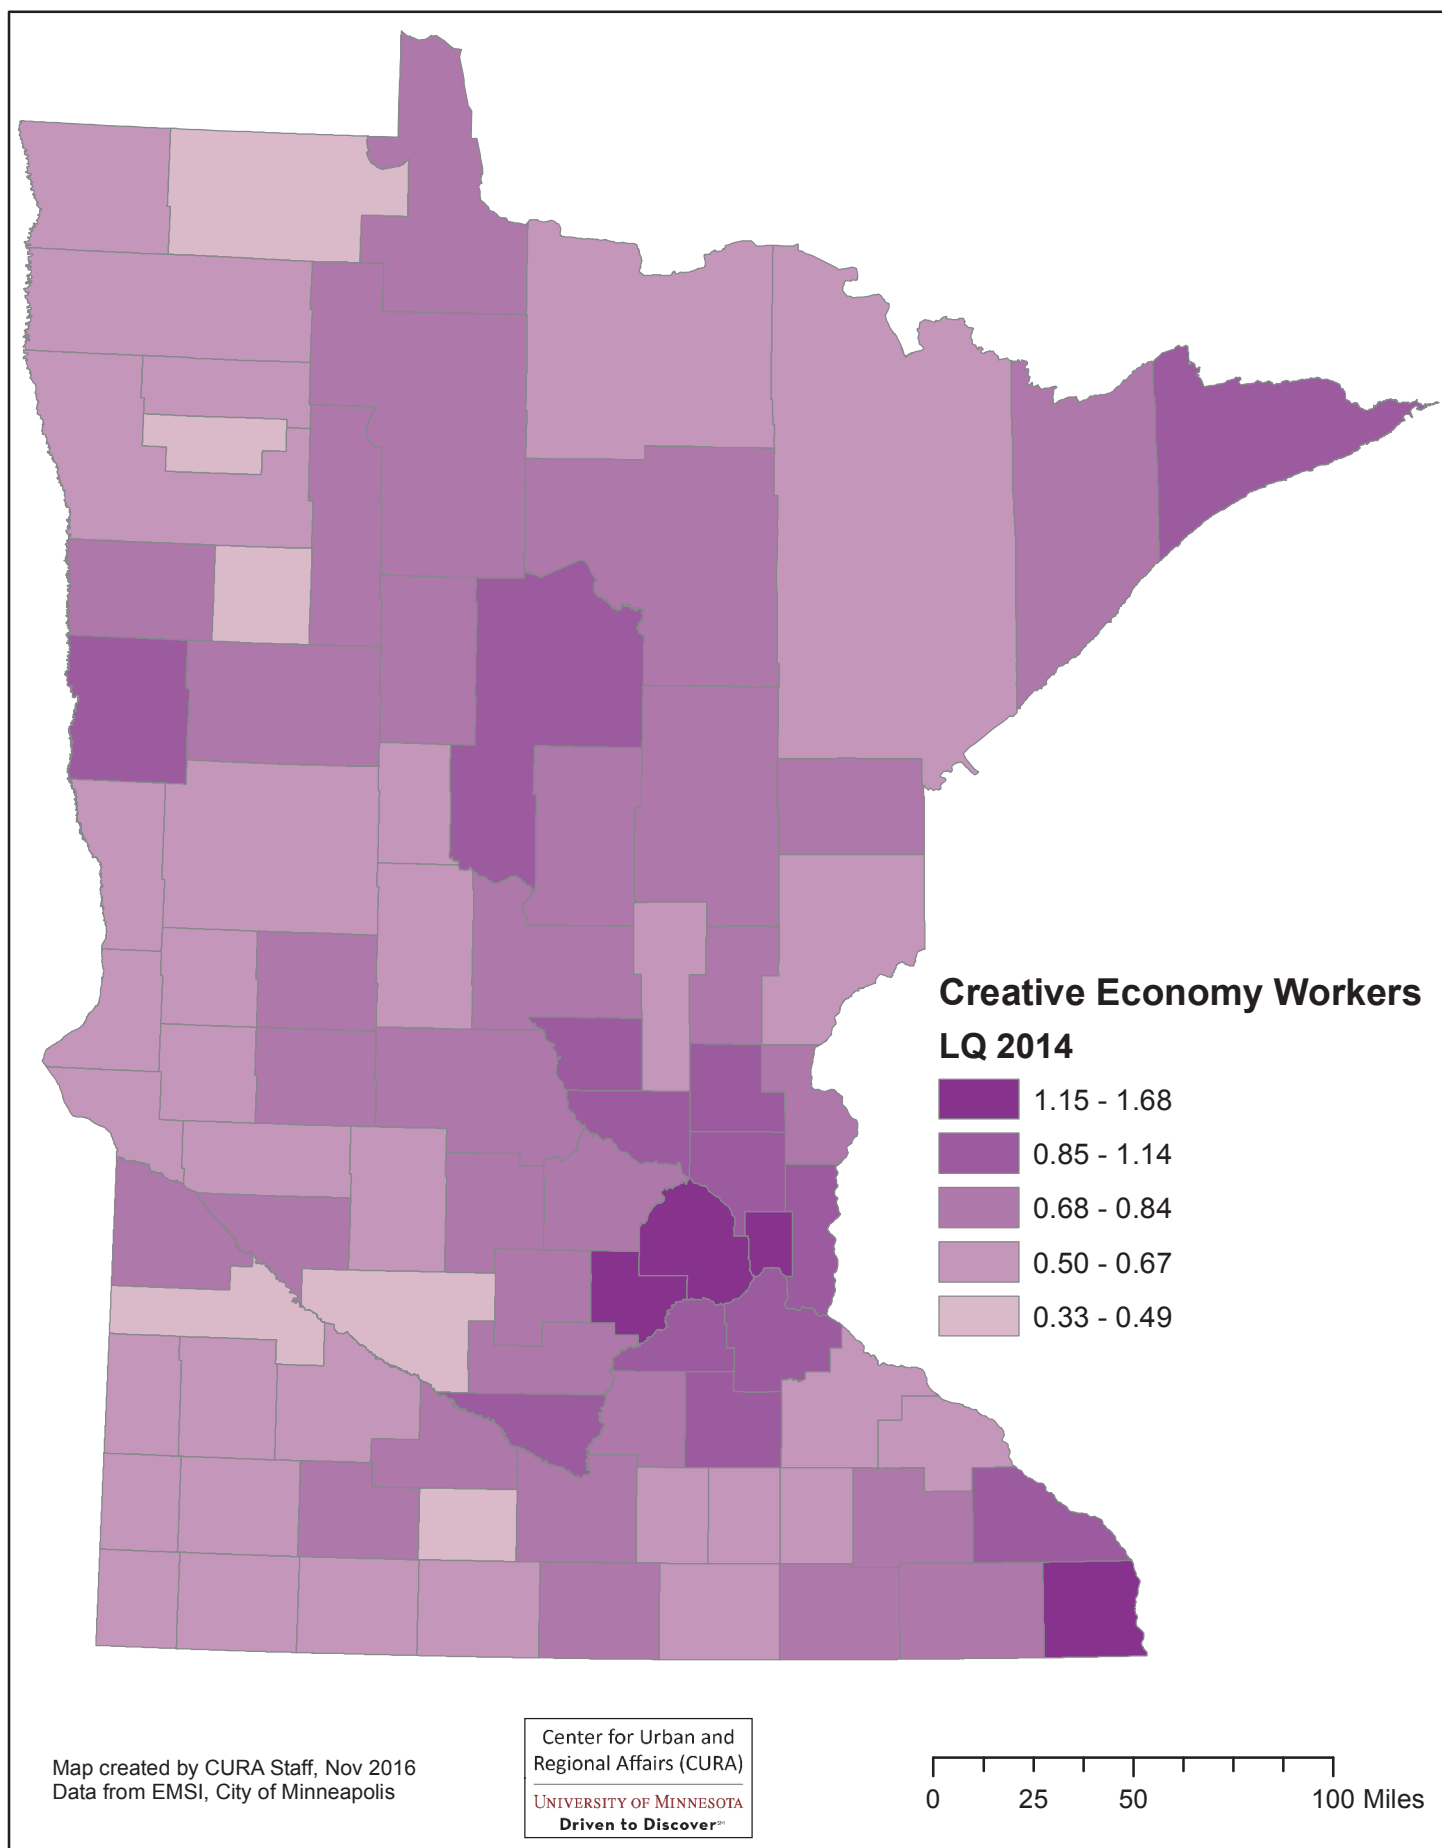 Creative Economy Workers
LQ 2014
1.15 - 1.68
0.85 - 1.14
0.68 - 0.84
0.50 - 0.67
0.33 - 0.49
Map created by CURA Staff, Nov 2016
Data from EMSI, City of Minneapolis
Center for Urban and
Regional Affairs (CURA)
UNIVERSITY OF MINNESOTA
Driven to Discover℠
0 25 50 100 Miles